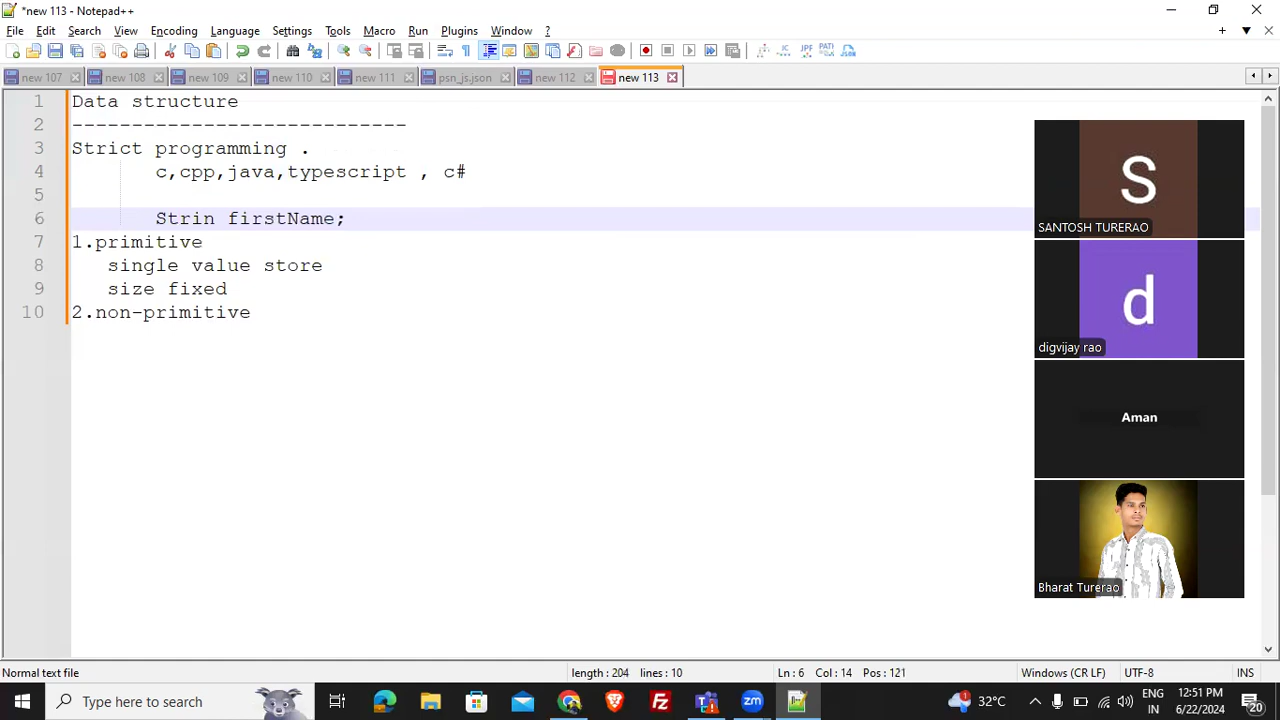 *new 113 - Notepad++
File Edit Search View Encoding Language Settings Tools Macro Run Plugins Window ?
new 107 new 108 new 109 new 110 new 111 psn_js.json new 112 new 113
1 Data structure
2 ----------------------------
3 Strict programming .
4 c,cpp,java,typescript , c#
5
6 Strin firstName;
7 1.primitive
8 single value store
9 size fixed
10 2.non-primitive
S
SANTOSH TURERAO
d
digvijay rao
Aman
Bharat Turerao
Normal text file length : 204 lines : 10 Ln : 6 Col : 14 Pos : 121 Windows (CR LF) UTF-8 INS
Type here to search 32°C ENG IN 12:51 PM 6/22/2024 20